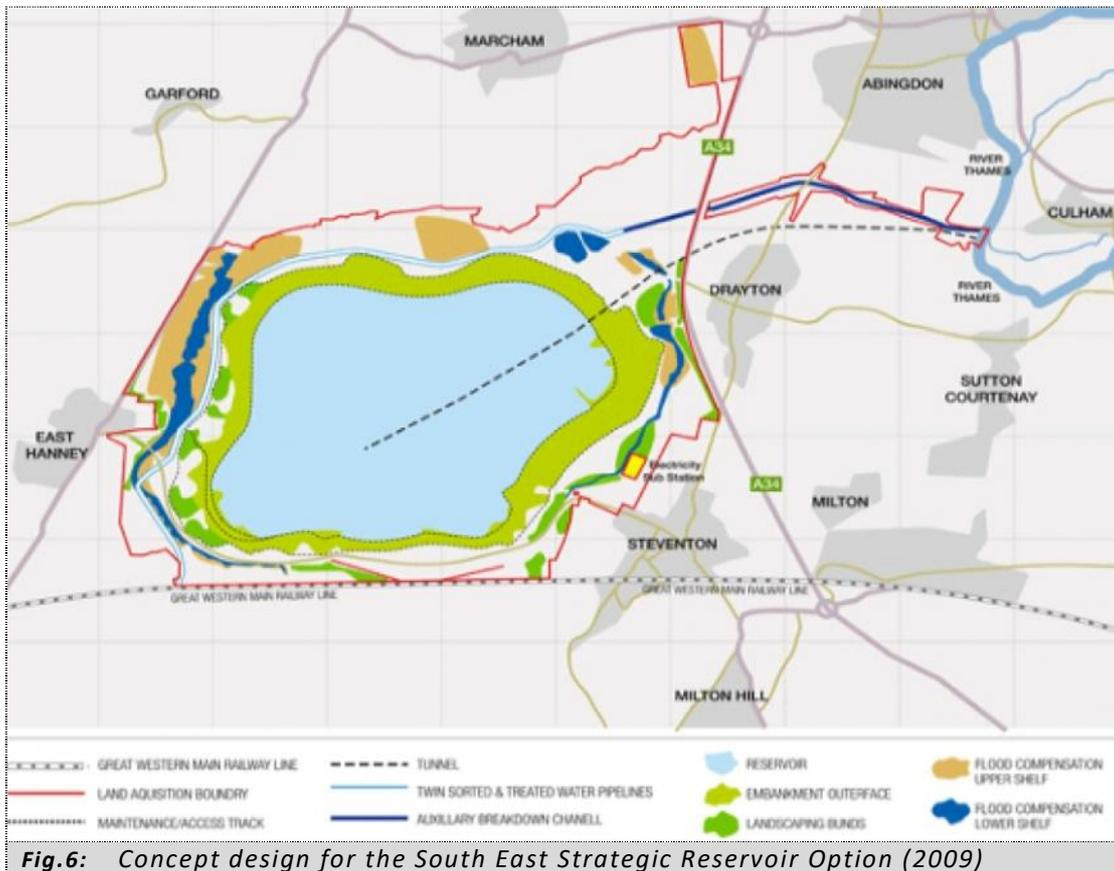 MARCHAM
GARFORD
ABINGDON
A34
RIVER
THAMES
CULHAM
DRAYTON
RIVER
THAMES
SUTTON
COURTENAY
EAST
HANNEY
Electricity
Sub Station
A34
MILTON
STEVENTON
GREAT WESTERN MAIN RAILWAY LINE
GREAT WESTERN MAIN RAILWAY LINE
MILTON HILL
GREAT WESTERN MAIN RAILWAY LINE
LAND AQUISITION BOUNDRY
MAINTENANCE/ACCESS TRACK
TUNNEL
TWIN SORTED & TREATED WATER PIPELINES
AUXILLARY BREAKDOWN CHANELL
RESERVOIR
EMBANKMENT OUTERFACE
LANDSCAPING BUNDS
FLOOD COMPENSATION
UPPER SHELF
FLOOD COMPENSATION
LOWER SHELF
Fig.6: Concept design for the South East Strategic Reservoir Option (2009)